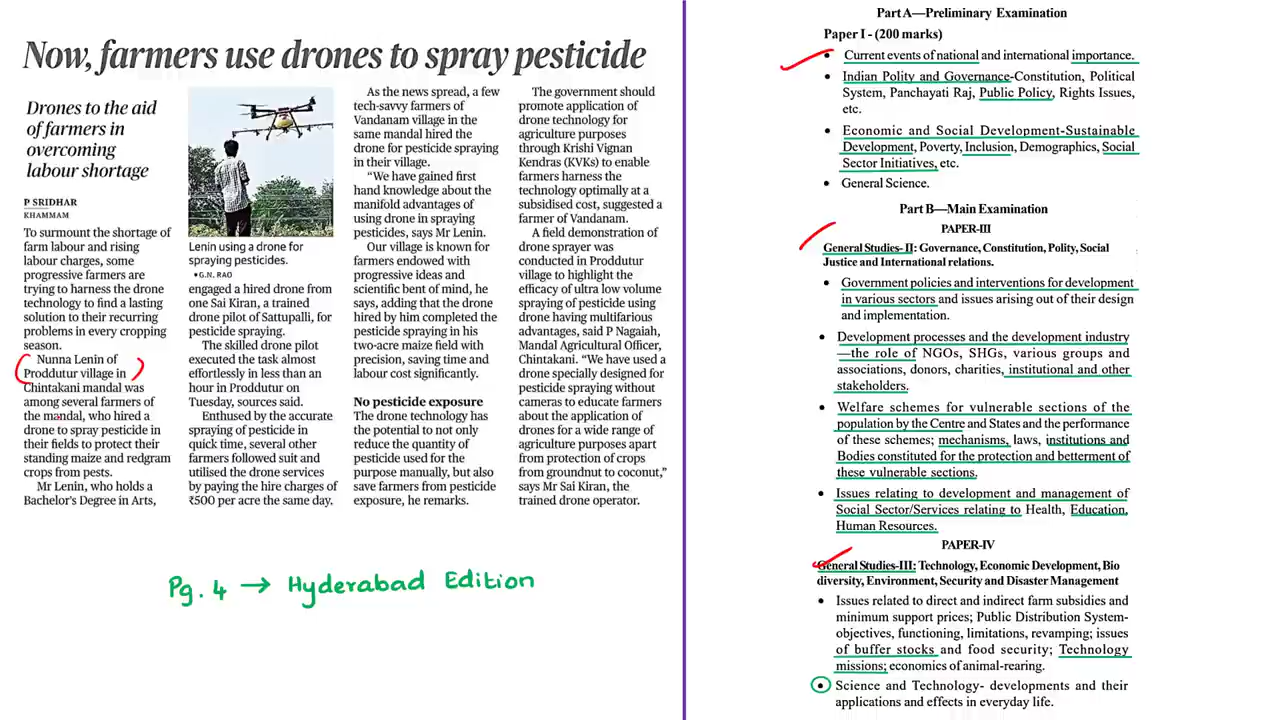 Now, farmers use drones to spray pesticide
Drones to the aid
of farmers in
overcoming
labour shortage
P SRIDHAR
KHAMMAM
To surmount the shortage of
farm labour and rising
labour charges, some
progressive farmers are
trying to harness the drone
technology to find a lasting
solution to their recurring
problems in every cropping
season.
Nunna Lenin of
Proddutur village in
Chintakani mandal was
among several farmers of
the mandal, who hired a
drone to spray pesticide in
their fields to protect their
standing maize and redgram
crops from pests.
Mr Lenin, who holds a
Bachelor's Degree in Arts,
Lenin using a drone for
spraying pesticides.
•G.N. RAO
engaged a hired drone from
one Sai Kiran, a trained
drone pilot of Sattupalli, for
pesticide spraying.
The skilled drone pilot
executed the task almost
effortlessly in less than an
hour in Proddutur on
Tuesday, sources said.
Enthused by the accurate
spraying of pesticide in
quick time, several other
farmers followed suit and
utilised the drone services
by paying the hire charges of
₹500 per acre the same day.
As the news spread, a few
tech-savvy farmers of
Vandanam village in the
same mandal hired the
drone for pesticide spraying
in their village.
"We have gained first
hand knowledge about the
manifold advantages of
using drone in spraying
pesticides, says Mr Lenin.
Our village is known for
farmers endowed with
progressive ideas and
scientific bent of mind, he
says, adding that the drone
hired by him completed the
pesticide spraying in his
two-acre maize field with
precision, saving time and
labour cost significantly.
No pesticide exposure
The drone technology has
the potential to not only
reduce the quantity of
pesticide used for the
purpose manually, but also
save farmers from pesticide
exposure, he remarks.
The government should
promote application of
drone technology for
agriculture purposes
through Krishi Vignan
Kendras (KVKs) to enable
farmers harness the
technology optimally at a
subsidised cost, suggested a
farmer of Vandanam.
A field demonstration of
drone sprayer was
conducted in Proddutur
village to highlight the
efficacy of ultra low volume
spraying of pesticide using
drone having multifarious
advantages, said P Nagaiah,
Mandal Agricultural Officer,
Chintakani. "We have used a
drone specially designed for
pesticide spraying without
cameras to educate farmers
about the application of
drones for a wide range of
agriculture purposes apart
from protection of crops
from groundnut to coconut,"
says Mr Sai Kiran, the
trained drone operator.
Pg. 4 → Hyderabad Edition
Part A—Preliminary Examination
Paper I - (200 marks)
• Current events of national and international importance.
• Indian Polity and Governance-Constitution, Political
System, Panchayati Raj, Public Policy, Rights Issues,
etc.
• Economic and Social Development-Sustainable
Development, Poverty, Inclusion, Demographics, Social
Sector Initiatives, etc.
• General Science.
Part B—Main Examination
PAPER-III
General Studies- II: Governance, Constitution, Polity, Social
Justice and International relations.
• Government policies and interventions for development
in various sectors and issues arising out of their design
and implementation.
• Development processes and the development industry
—the role of NGOs, SHGs, various groups and
associations, donors, charities, institutional and other
stakeholders.
• Welfare schemes for vulnerable sections of the
population by the Centre and States and the performance
of these schemes; mechanisms, laws, institutions and
Bodies constituted for the protection and betterment of
these vulnerable sections.
• Issues relating to development and management of
Social Sector/Services relating to Health, Education,
Human Resources.
PAPER-IV
General Studies-III: Technology, Economic Development, Bio
diversity, Environment, Security and Disaster Management
• Issues related to direct and indirect farm subsidies and
minimum support prices; Public Distribution System-
objectives, functioning, limitations, revamping; issues
of buffer stocks and food security; Technology
missions; economics of animal-rearing.
• Science and Technology- developments and their
applications and effects in everyday life.